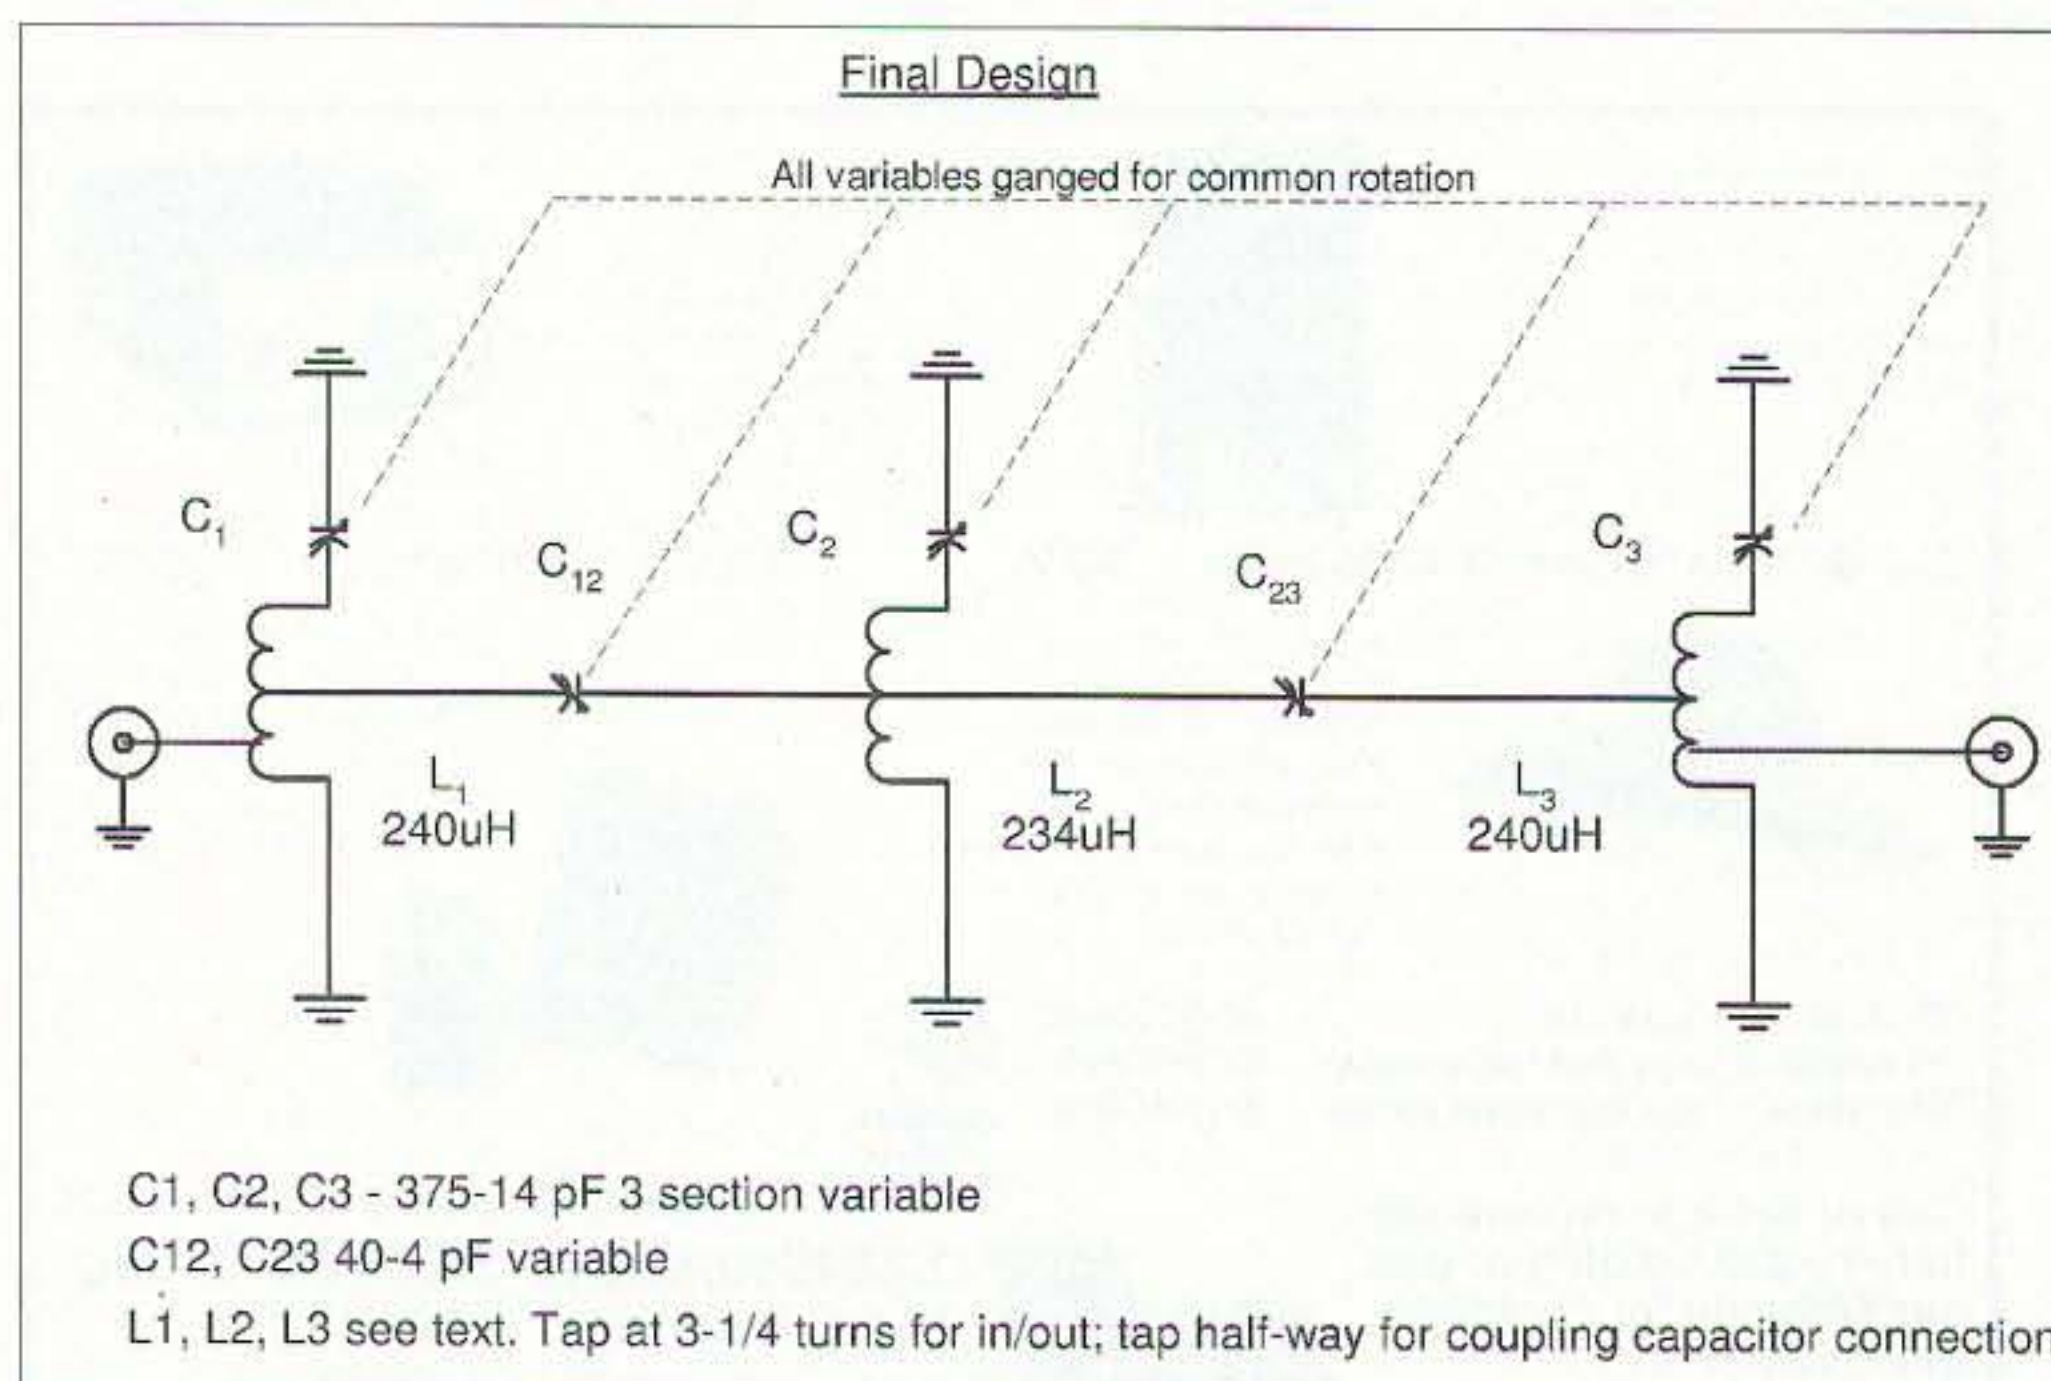 Final Design
All variables ganged for common rotation
C1
C12
C2
C23
C3
L1
240uH
L2
234uH
L3
240uH
C1, C2, C3 - 375-14 pF 3 section variable
C12, C23 40-4 pF variable
L1, L2, L3 see text. Tap at 3-1/4 turns for in/out; tap half-way for coupling capacitor connection